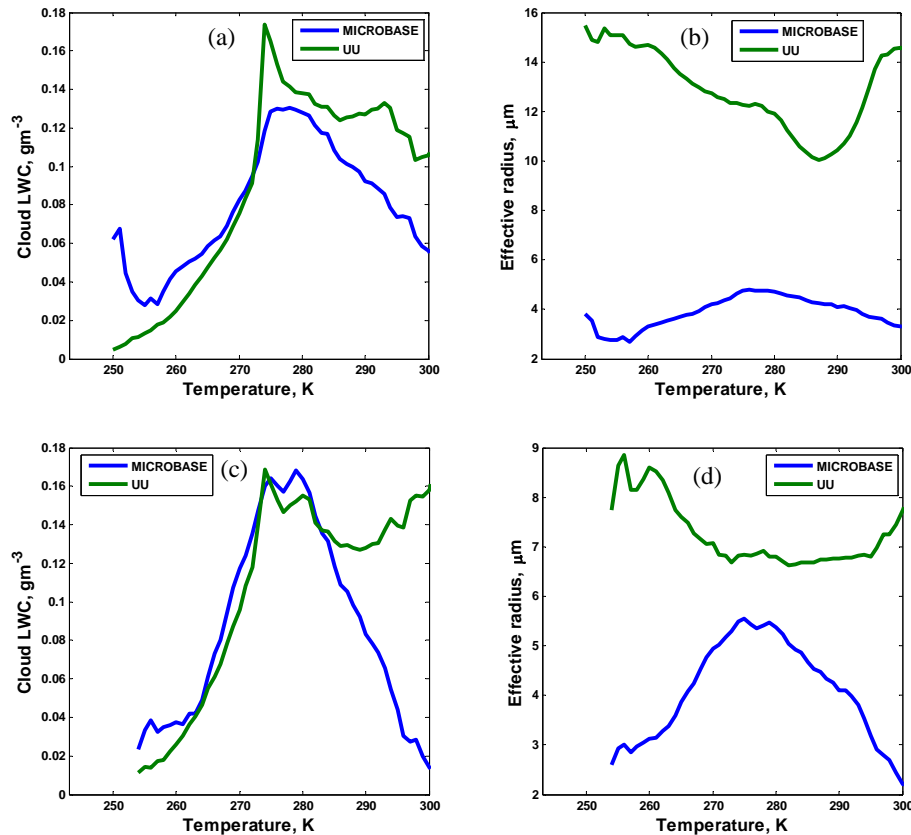 (a)
MICROBASE
UU
0.18
0.16
0.14
0.12
0.1
0.08
0.06
0.04
0.02
0
Cloud LWC, gm-3
250 260 270 280 290 300
Temperature, K
(b)
MICROBASE
UU
16
14
12
10
8
6
4
2
Effective radius, μm
250 260 270 280 290 300
Temperature, K
(c)
MICROBASE
UU
0.18
0.16
0.14
0.12
0.1
0.08
0.06
0.04
0.02
0
Cloud LWC, gm-3
250 260 270 280 290 300
Temperature, K
(d)
MICROBASE
UU
9
8
7
6
5
4
3
2
Effective radius, μm
250 260 270 280 290 300
Temperature, K